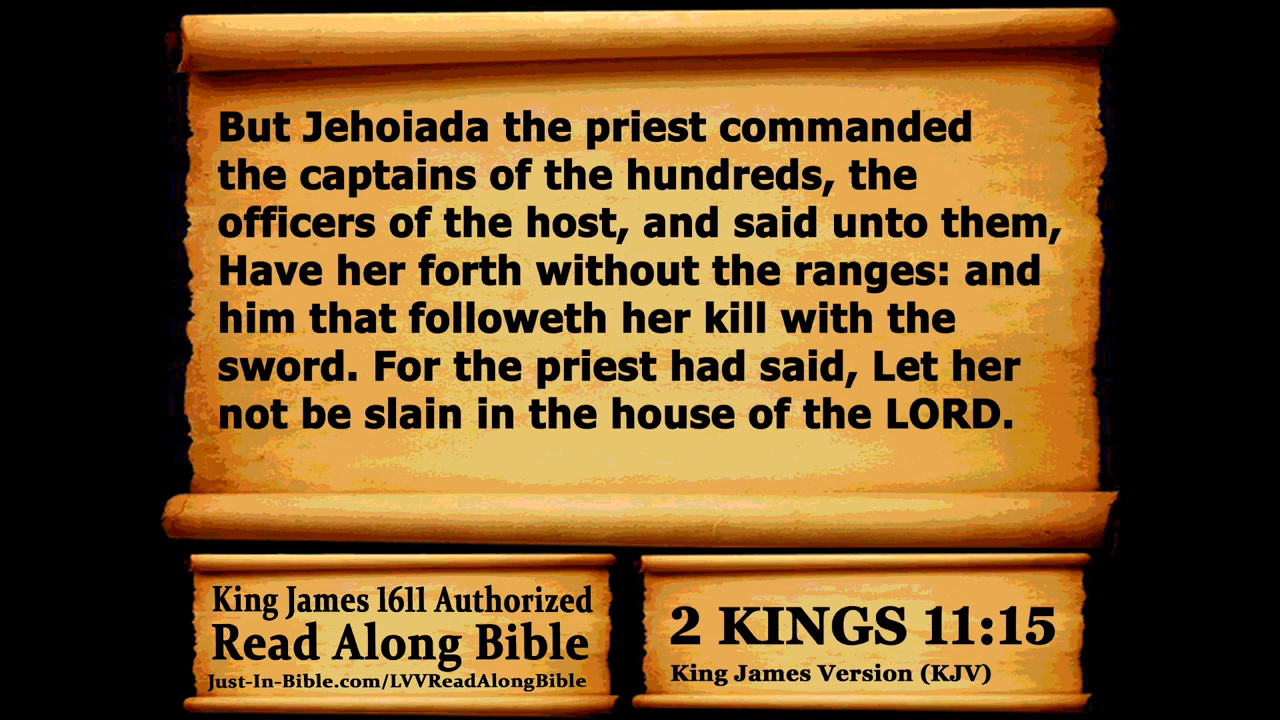 But Jehoiada the priest commanded
the captains of the hundreds, the
officers of the host, and said unto them,
Have her forth without the ranges: and
him that followeth her kill with the
sword. For the priest had said, Let her
not be slain in the house of the LORD.
King James 1611 Authorized
Read Along Bible
Just-In-Bible.com/LVVReadAlongBible
2 KINGS 11:15
King James Version (KJV)